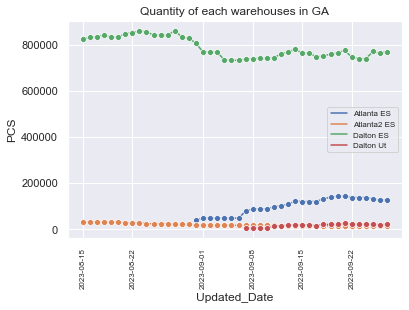 Quantity of each warehouses in GA
800000
600000
400000
200000
0
PCS
Atlanta ES
Atlanta2 ES
Dalton ES
Dalton Ut
2023-08-15
2023-08-22
2023-09-01
2023-09-08
2023-09-15
2023-09-22
Updated_Date